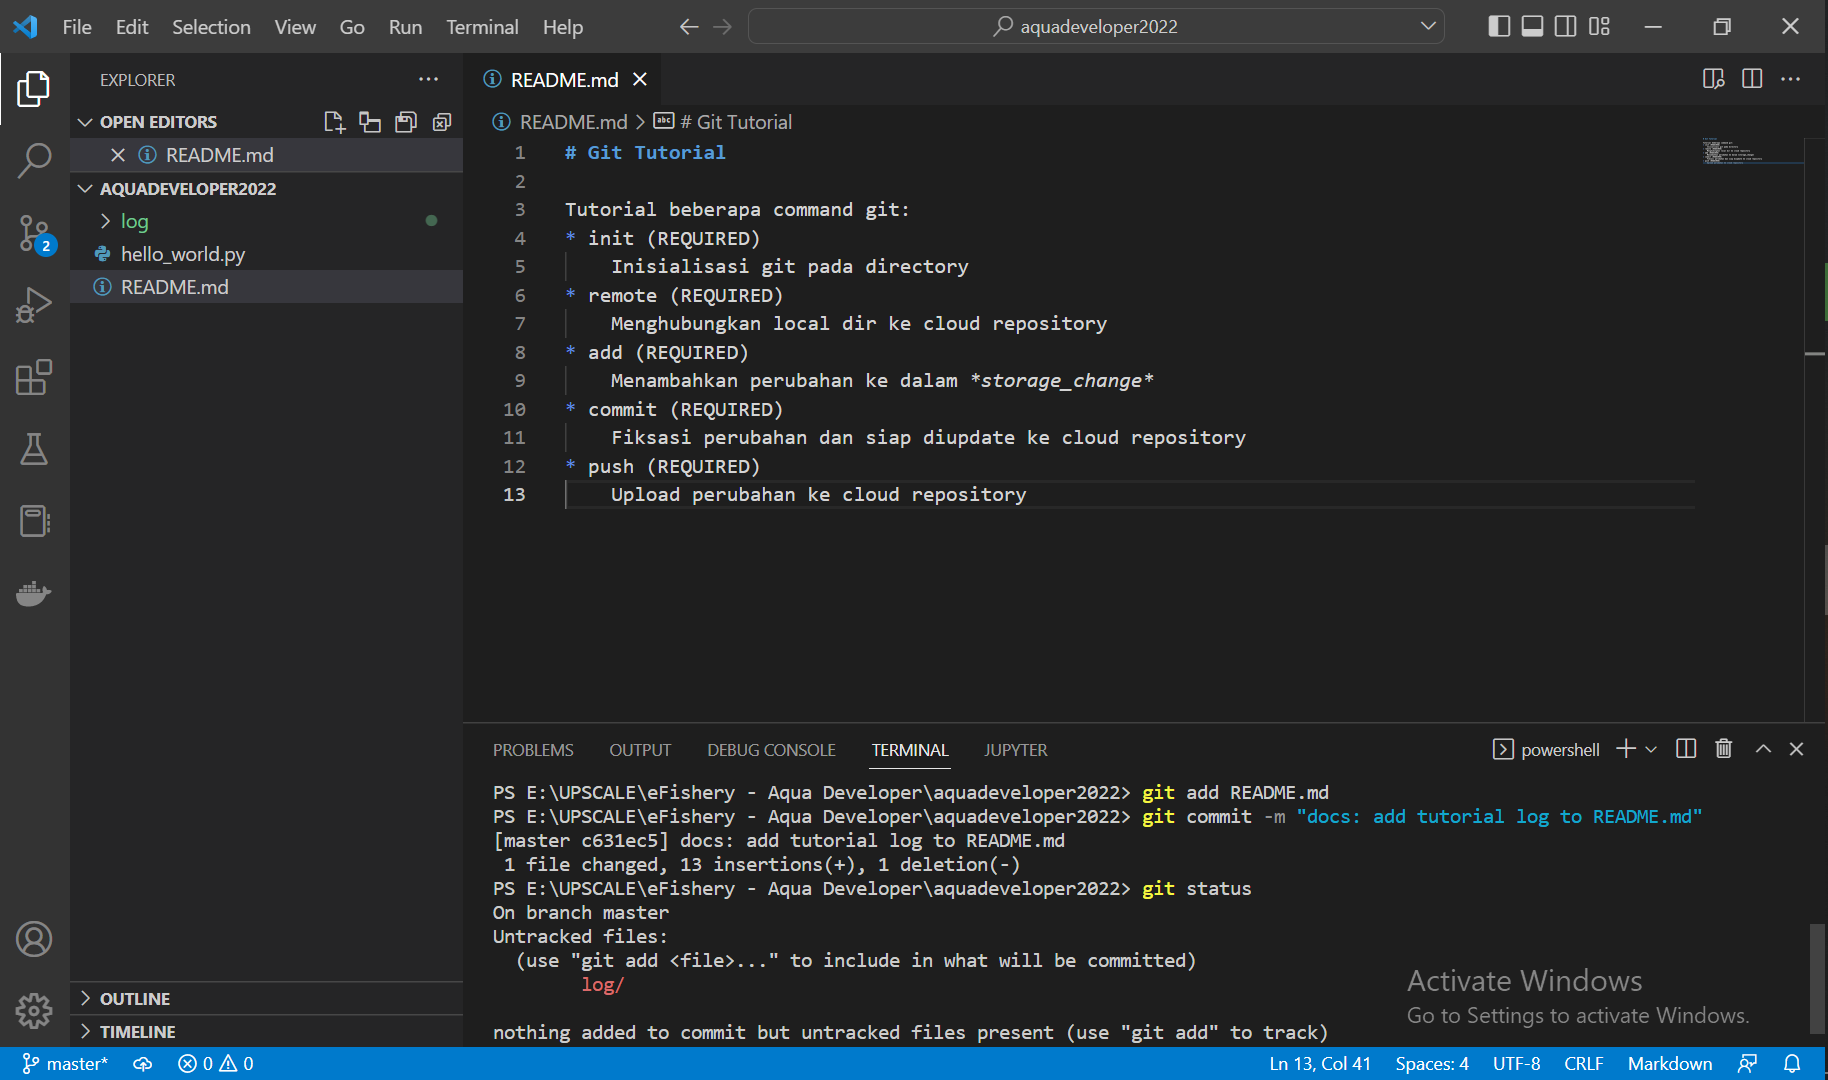 File Edit Selection View Go Run Terminal Help
aquadeveloper2022
EXPLORER
OPEN EDITORS
README.md
AQUADEVELOPER2022
log
hello_world.py
README.md
OUTLINE
TIMELINE
README.md
README.md > # Git Tutorial
1 # Git Tutorial
2
3 Tutorial beberapa command git:
4 * init (REQUIRED)
5 Inisialisasi git pada directory
6 * remote (REQUIRED)
7 Menghubungkan local dir ke cloud repository
8 * add (REQUIRED)
9 Menambahkan perubahan ke dalam *storage_change*
10 * commit (REQUIRED)
11 Fiksasi perubahan dan siap diupdate ke cloud repository
12 * push (REQUIRED)
13 Upload perubahan ke cloud repository
PROBLEMS OUTPUT DEBUG CONSOLE TERMINAL JUPYTER
powershell
PS E:\UPSCALE\eFishery - Aqua Developer\aquadeveloper2022> git add README.md
PS E:\UPSCALE\eFishery - Aqua Developer\aquadeveloper2022> git commit -m "docs: add tutorial log to README.md"
[master c631ec5] docs: add tutorial log to README.md
1 file changed, 13 insertions(+), 1 deletion(-)
PS E:\UPSCALE\eFishery - Aqua Developer\aquadeveloper2022> git status
On branch master
Untracked files:
(use "git add <file>..." to include in what will be committed)
log/
nothing added to commit but untracked files present (use "git add" to track)
Activate Windows
Go to Settings to activate Windows.
2
master* 0 0
Ln 13, Col 41 Spaces: 4 UTF-8 CRLF Markdown